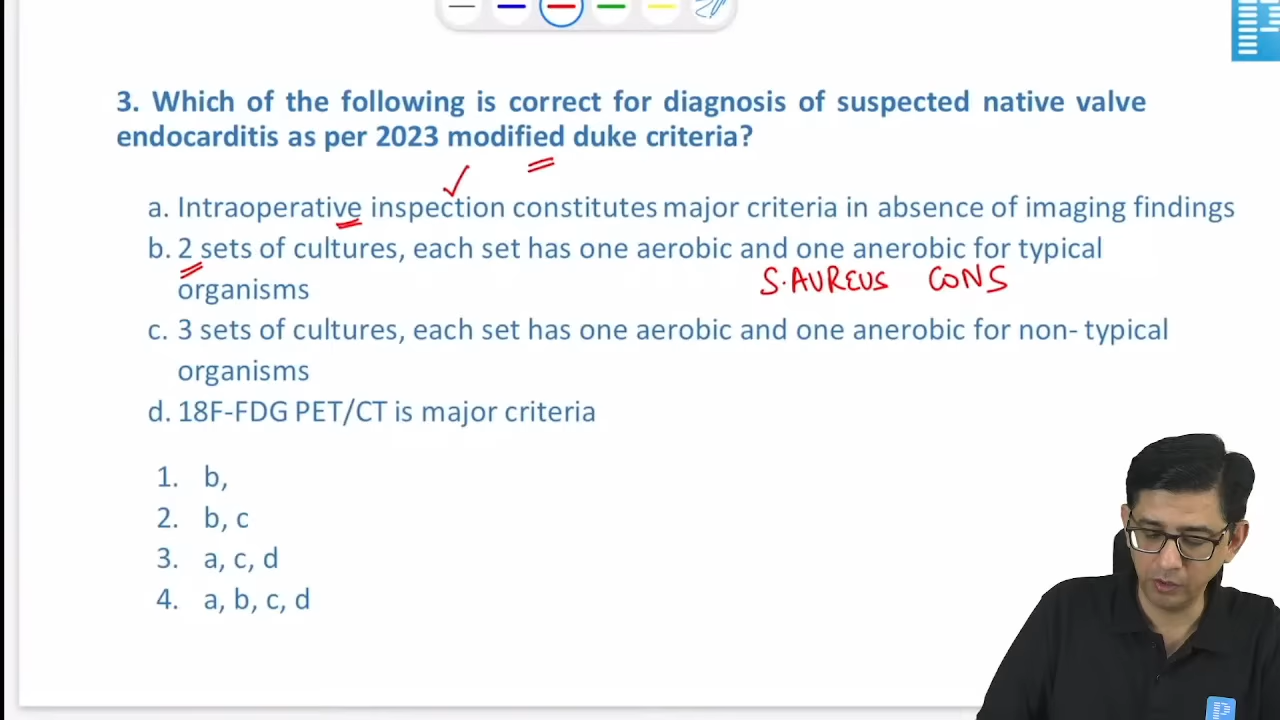 3. Which of the following is correct for diagnosis of suspected native valve
endocarditis as per 2023 modified duke criteria?
a. Intraoperative inspection constitutes major criteria in absence of imaging findings
b. 2 sets of cultures, each set has one aerobic and one anerobic for typical
organisms
S.AUREUS CONS
c. 3 sets of cultures, each set has one aerobic and one anerobic for non- typical
organisms
d. 18F-FDG PET/CT is major criteria
1. b,
2. b, c
3. a, c, d
4. a, b, c, d